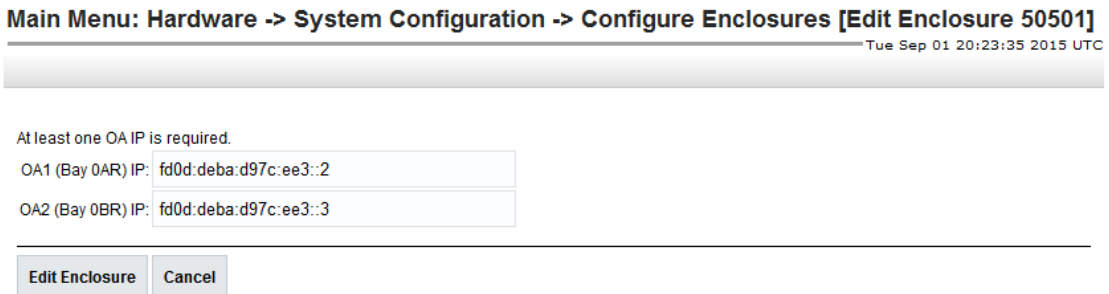 Main Menu: Hardware -> System Configuration -> Configure Enclosures [Edit Enclosure 50501]
Tue Sep 01 20:23:35 2015 UTC
At least one OA IP is required.
OA1 (Bay 0AR) IP: fd0d:deba:d97c:ee3::2
OA2 (Bay 0BR) IP: fd0d:deba:d97c:ee3::3
Edit Enclosure Cancel